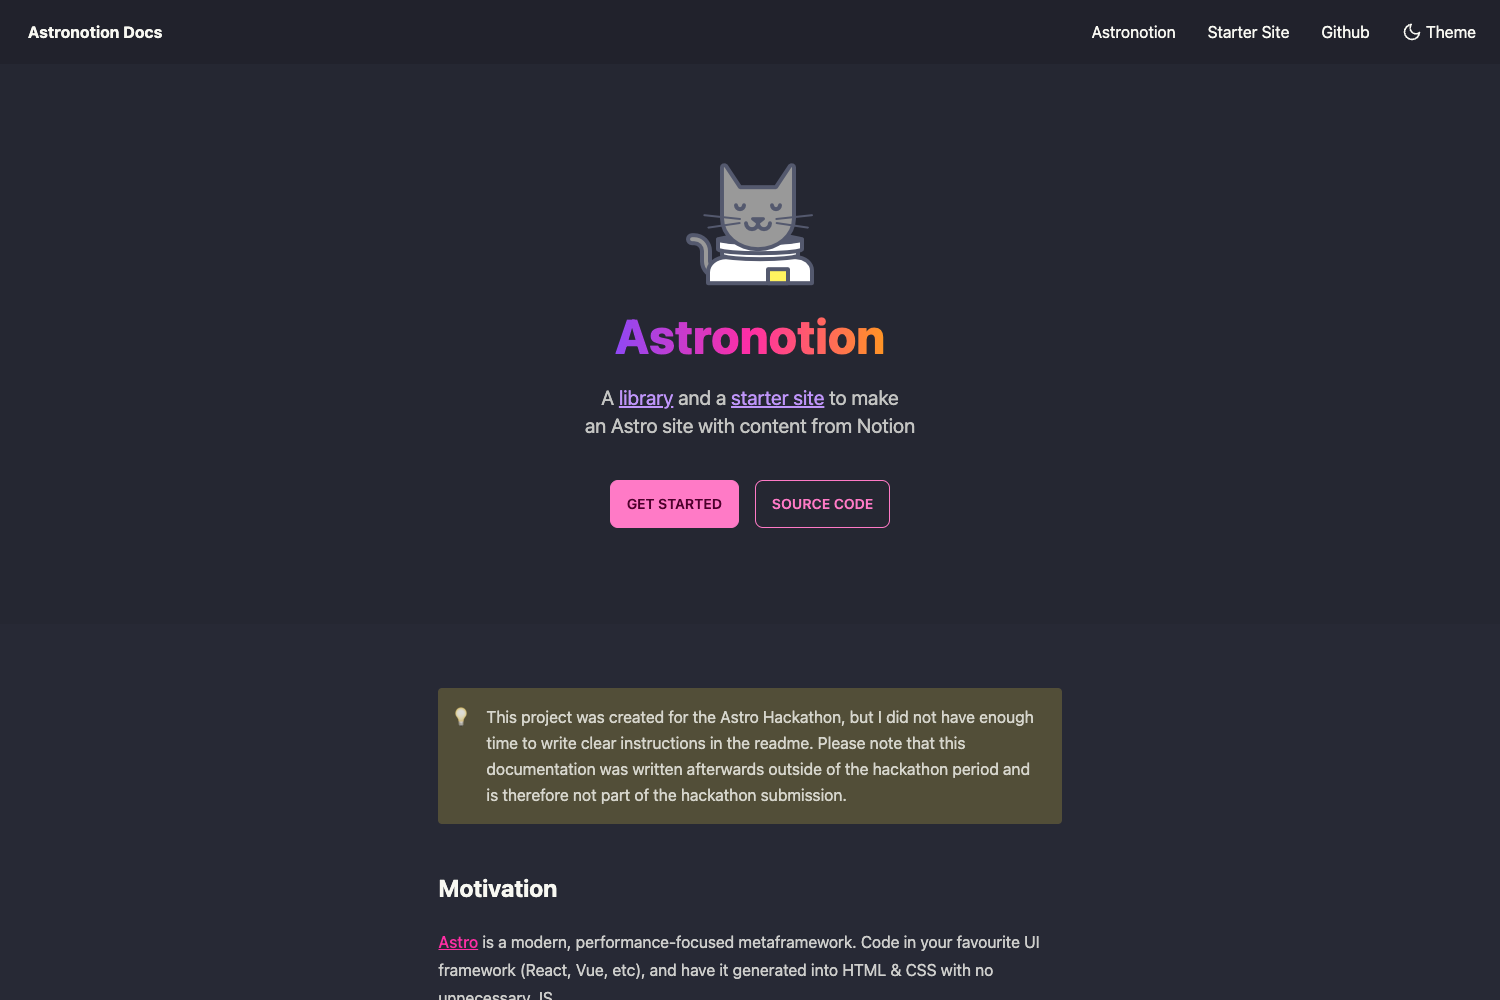 Astronotion Docs
Astronotion
Starter Site
Github
Theme
Astronotion
A library and a starter site to make
an Astro site with content from Notion
GET STARTED
SOURCE CODE
This project was created for the Astro Hackathon, but I did not have enough
time to write clear instructions in the readme. Please note that this
documentation was written afterwards outside of the hackathon period and
is therefore not part of the hackathon submission.
Motivation
Astro is a modern, performance-focused metaframework. Code in your favourite UI
framework (React, Vue, etc), and have it generated into HTML & CSS with no
unnecessary JS.